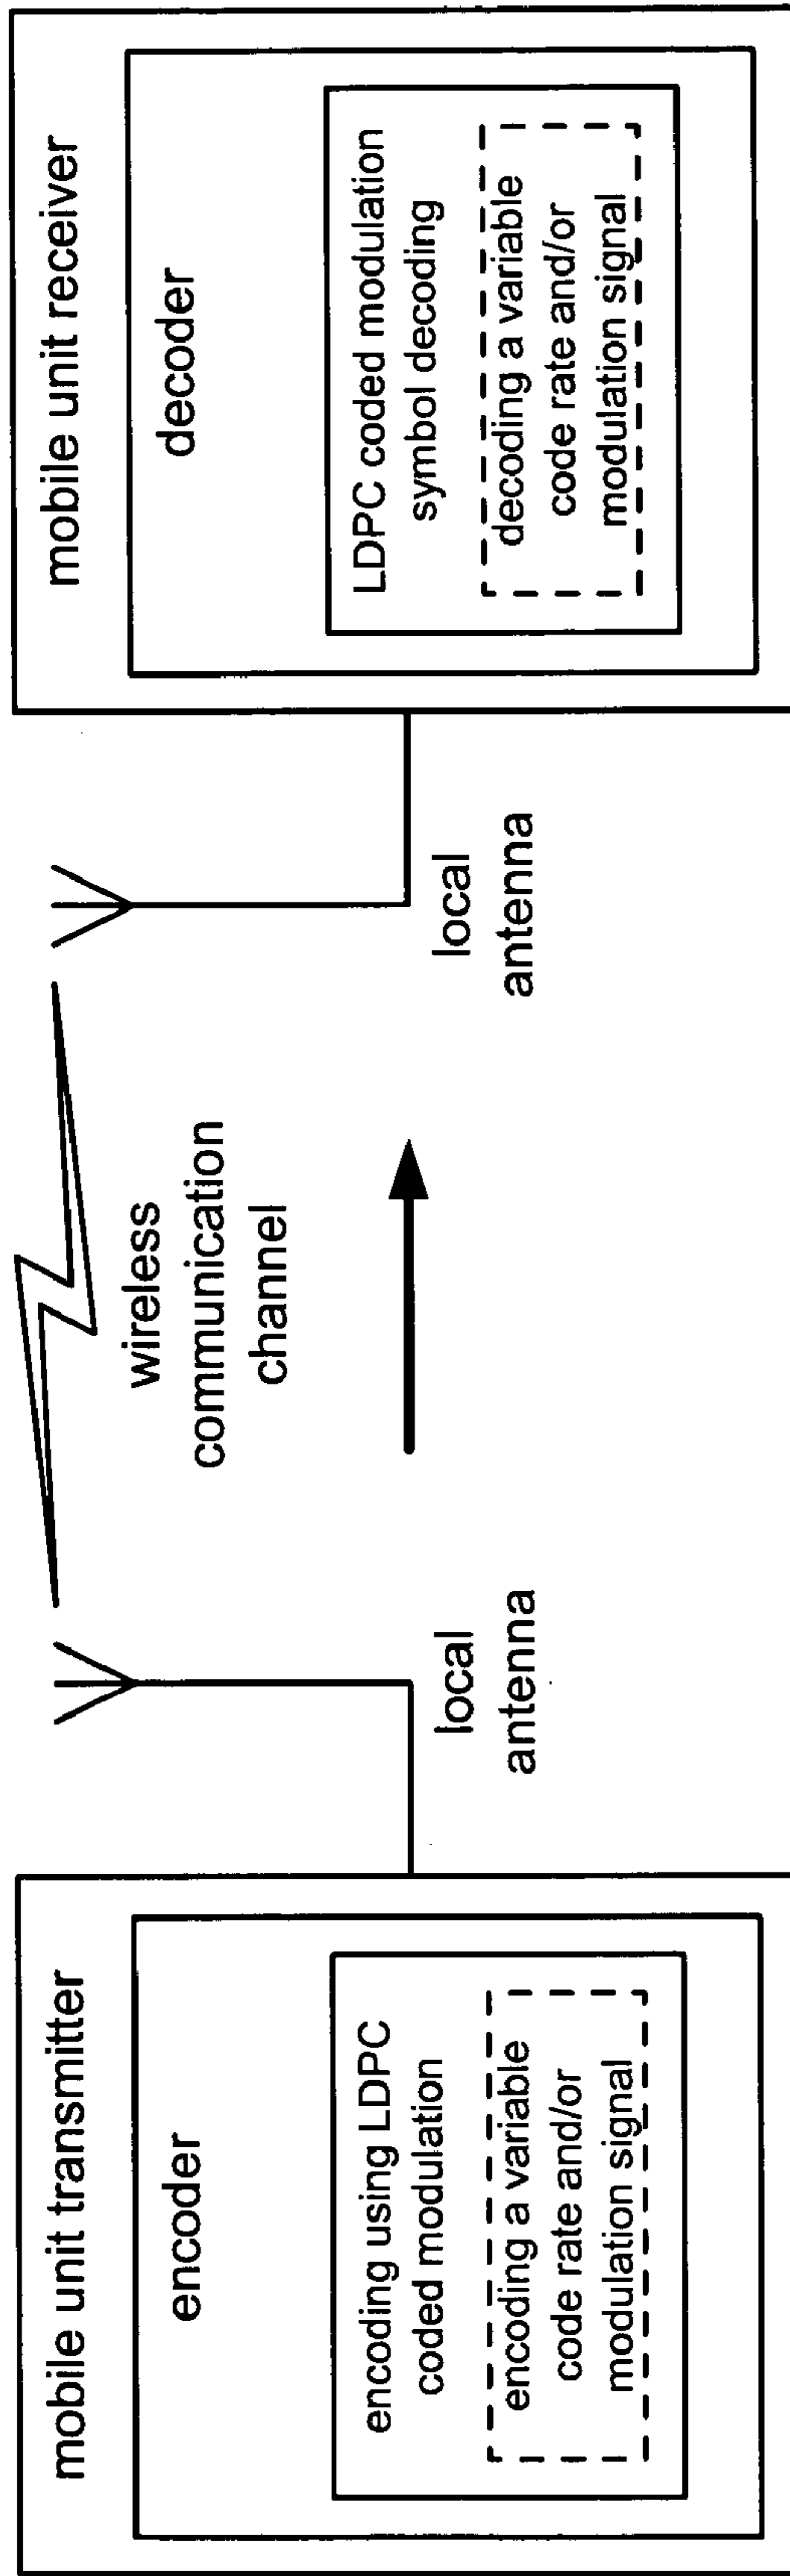 mobile unit transmitter
encoder
encoding using LDPC
coded modulation
encoding a variable
code rate and/or
modulation signal
local
antenna
wireless
communication
channel
local
antenna
mobile unit receiver
decoder
LDPC coded modulation
symbol decoding
decoding a variable
code rate and/or
modulation signal